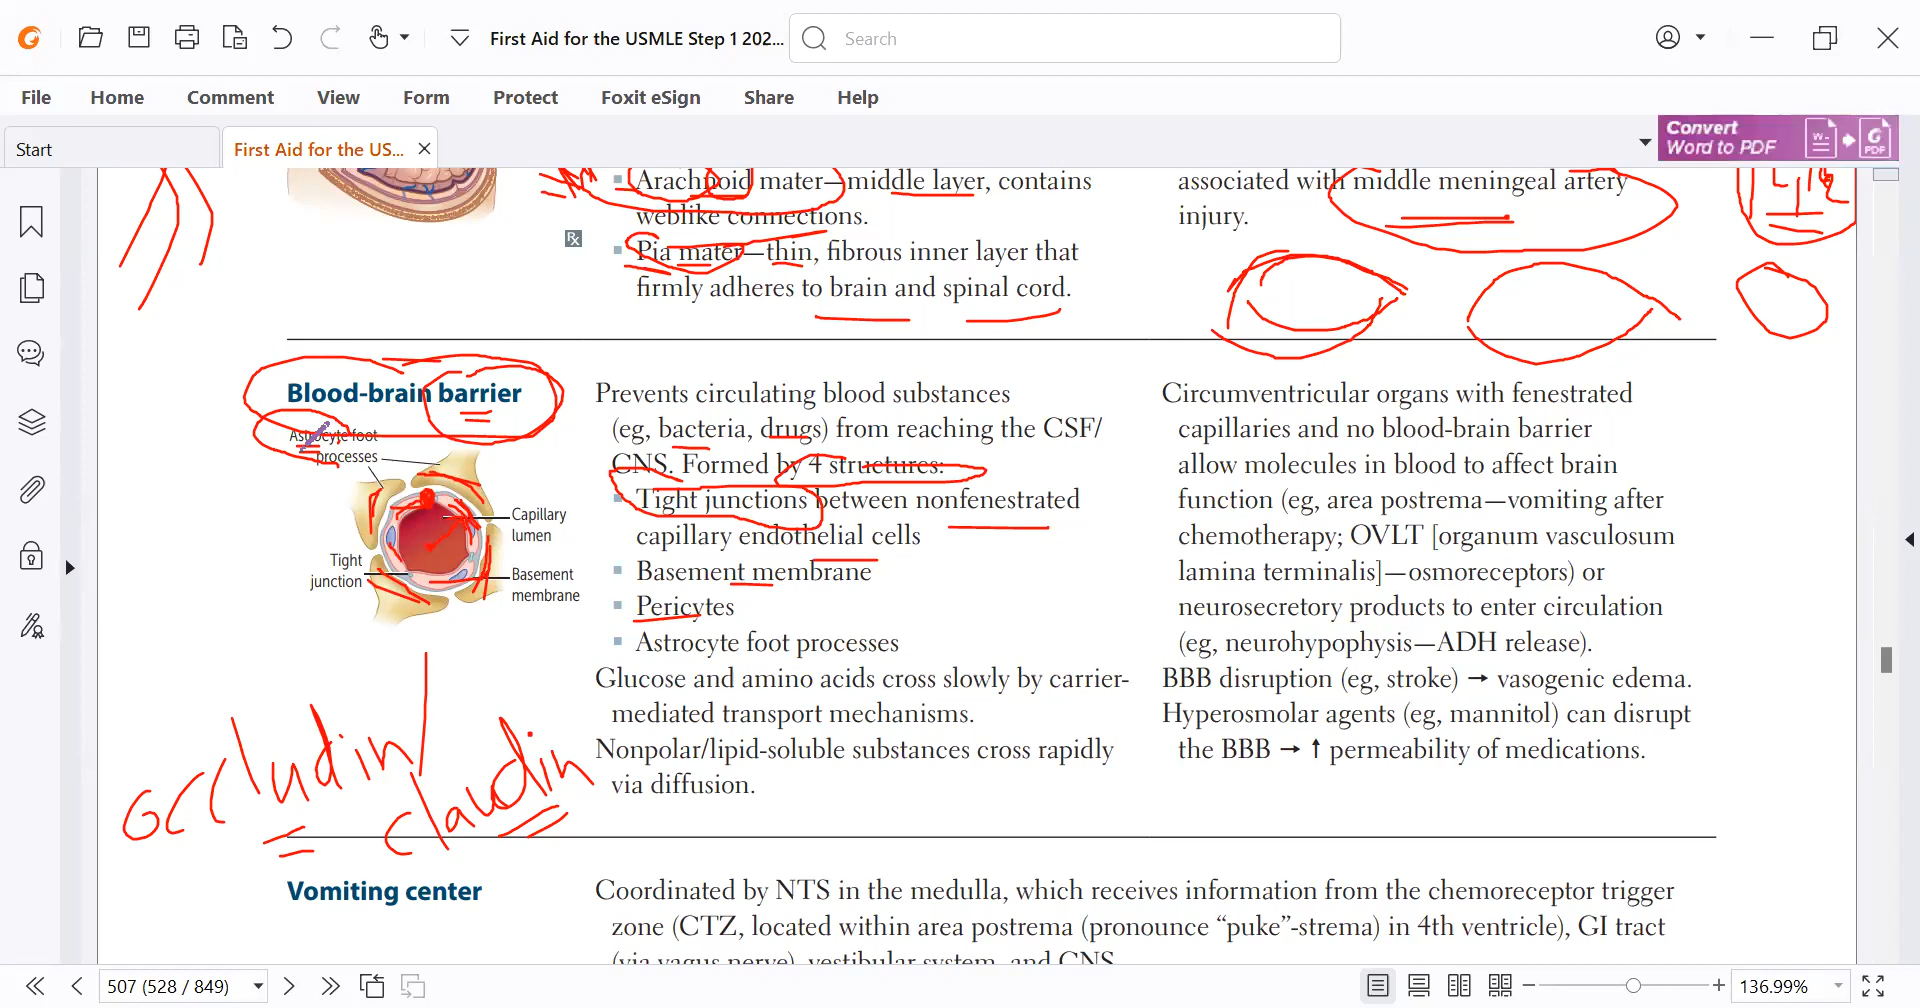 First Aid for the USMLE Step 1 202...
Search
File Home Comment View Form Protect Foxit eSign Share Help
Start
First Aid for the US...
Convert
Word to PDF
Arachnoid mater—middle layer, contains
weblike connections.
Pia mater—thin, fibrous inner layer that
firmly adheres to brain and spinal cord.
associated with middle meningeal artery
injury.
Blood-brain barrier
Astrocyte foot
processes
Capillary
lumen
Tight
junction
Basement
membrane
Prevents circulating blood substances
(eg, bacteria, drugs) from reaching the CSF/
CNS. Formed by 4 structures:
Tight junctions between nonfenestrated
capillary endothelial cells
Basement membrane
Pericytes
Astrocyte foot processes
Glucose and amino acids cross slowly by carrier-
mediated transport mechanisms.
Nonpolar/lipid-soluble substances cross rapidly
via diffusion.
Circumventricular organs with fenestrated
capillaries and no blood-brain barrier
allow molecules in blood to affect brain
function (eg, area postrema—vomiting after
chemotherapy; OVLT [organum vasculosum
lamina terminalis]—osmoreceptors) or
neurosecretory products to enter circulation
(eg, neurohypophysis—ADH release).
BBB disruption (eg, stroke) → vasogenic edema.
Hyperosmolar agents (eg, mannitol) can disrupt
the BBB → ↑ permeability of medications.
occludin/
claudin
Vomiting center
Coordinated by NTS in the medulla, which receives information from the chemoreceptor trigger
zone (CTZ, located within area postrema (pronounce “puke”-strema) in 4th ventricle), GI tract
(via vagus nerve), vestibular system, and CNS.
507 (528 / 849)
136.99%